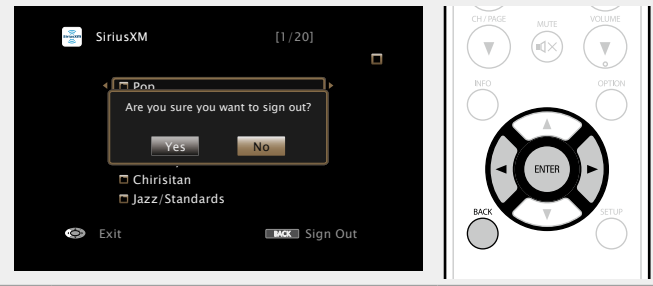 SiriusXM [1/20]
Pop
Are you sure you want to sign out?
Yes No
Chirisitan
Jazz/Standards
Exit BACK Sign Out
CH / PAGE MUTE VOLUME
INFO OPTION
ENTER
BACK SETUP